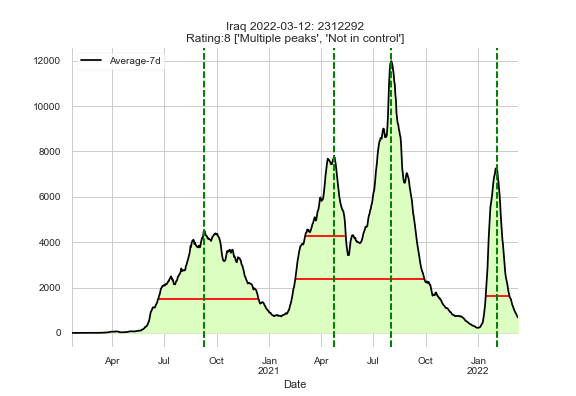 Iraq 2022-03-12: 2312292
Rating:8 ['Multiple peaks', 'Not in control']
Average-7d
12000
10000
8000
6000
4000
2000
0
Apr Jul Oct Jan Apr Jul Oct Jan
2021 2022
Date